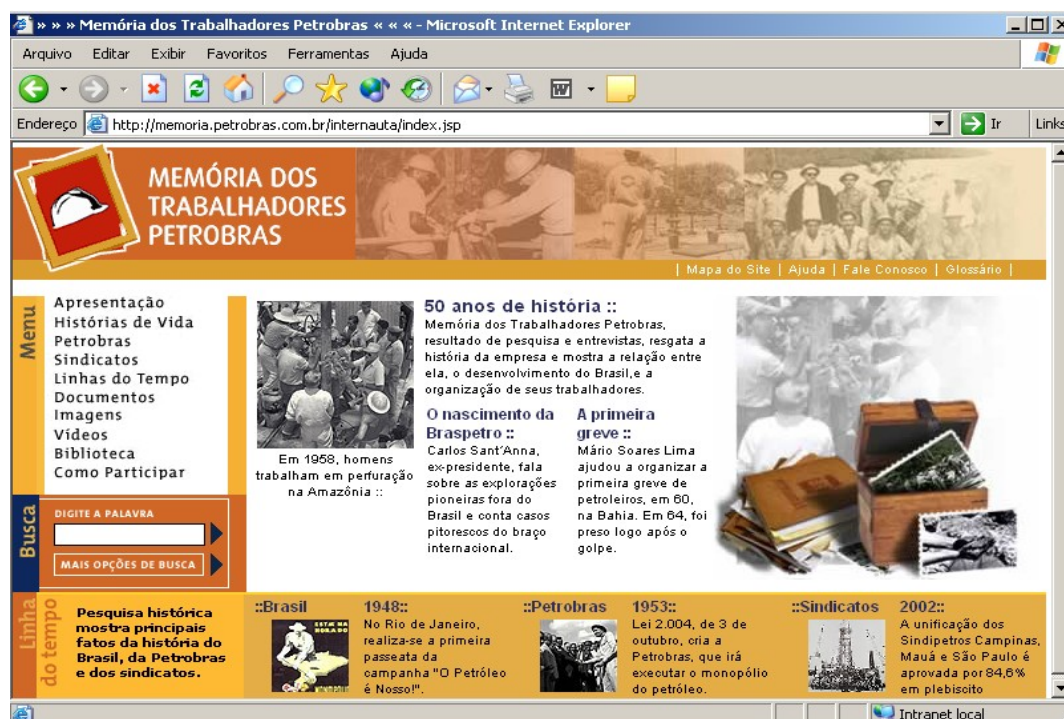 » » » Memória dos Trabalhadores Petrobras « « « - Microsoft Internet Explorer
Arquivo Editar Exibir Favoritos Ferramentas Ajuda
Endereço http://memoria.petrobras.com.br/internauta/index.jsp Ir Links
MEMÓRIA DOS
TRABALHADORES
PETROBRAS
| Mapa do Site | Ajuda | Fale Conosco | Glossário |
Menu
Apresentação
Histórias de Vida
Petrobras
Sindicatos
Linhas do Tempo
Documentos
Imagens
Vídeos
Biblioteca
Como Participar
Busca
DIGITE A PALAVRA
MAIS OPÇÕES DE BUSCA
Em 1958, homens
trabalham em perfuração
na Amazônia ::
50 anos de história ::
Memória dos Trabalhadores Petrobras,
resultado de pesquisa e entrevistas, resgata a
história da empresa e mostra a relação entre
ela, o desenvolvimento do Brasil,e a
organização de seus trabalhadores.
O nascimento da
Braspetro ::
Carlos Sant'Anna,
ex-presidente, fala
sobre as explorações
pioneiras fora do
Brasil e conta casos
pitorescos do braço
internacional.
A primeira
greve ::
Mário Soares Lima
ajudou a organizar a
primeira greve de
petroleiros, em 60,
na Bahia. Em 64, foi
preso logo após o
golpe.
Linha
do tempo
Pesquisa histórica
mostra principais
fatos da história do
Brasil, da Petrobras
e dos sindicatos.
::Brasil
1948::
No Rio de Janeiro,
realiza-se a primeira
passeata da
campanha "O Petróleo
é Nosso!".
::Petrobras
1953::
Lei 2.004, de 3 de
outubro, cria a
Petrobras, que irá
executar o monopólio
do petróleo.
::Sindicatos
2002::
A unificação dos
Sindipetros Campinas,
Mauá e São Paulo é
aprovada por 84,6%
em plebiscito
Intranet local